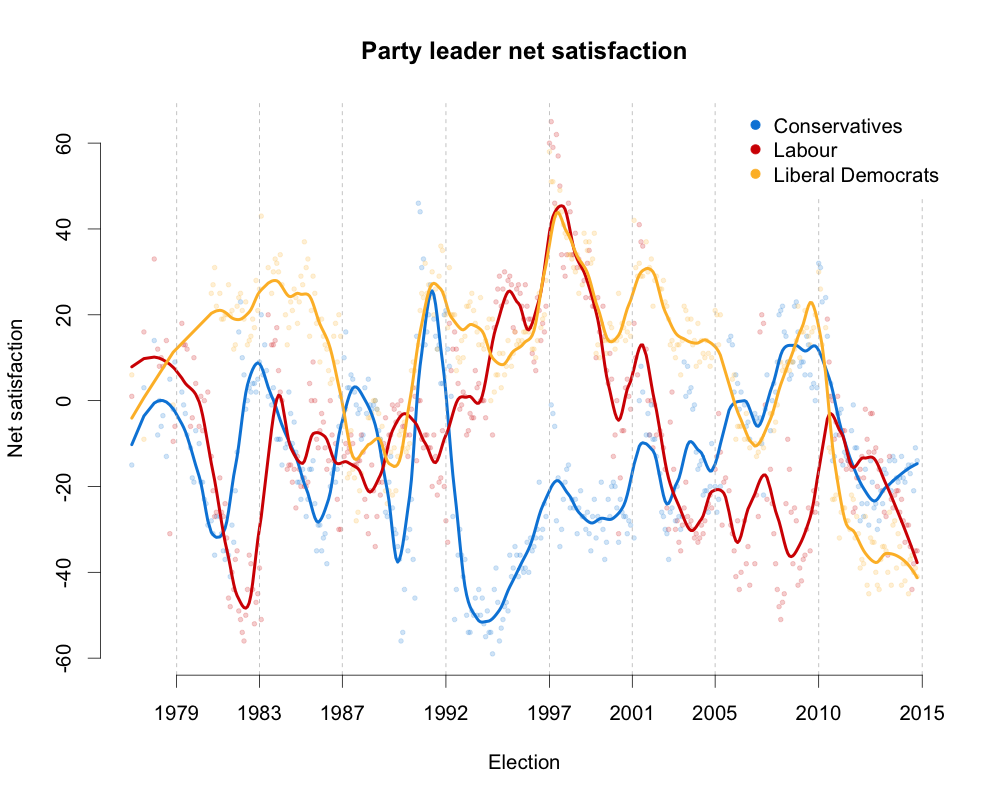 Party leader net satisfaction
Conservatives
Labour
Liberal Democrats
Net satisfaction
60
40
20
0
-20
-40
-60
1979 1983 1987 1992 1997 2001 2005 2010 2015
Election